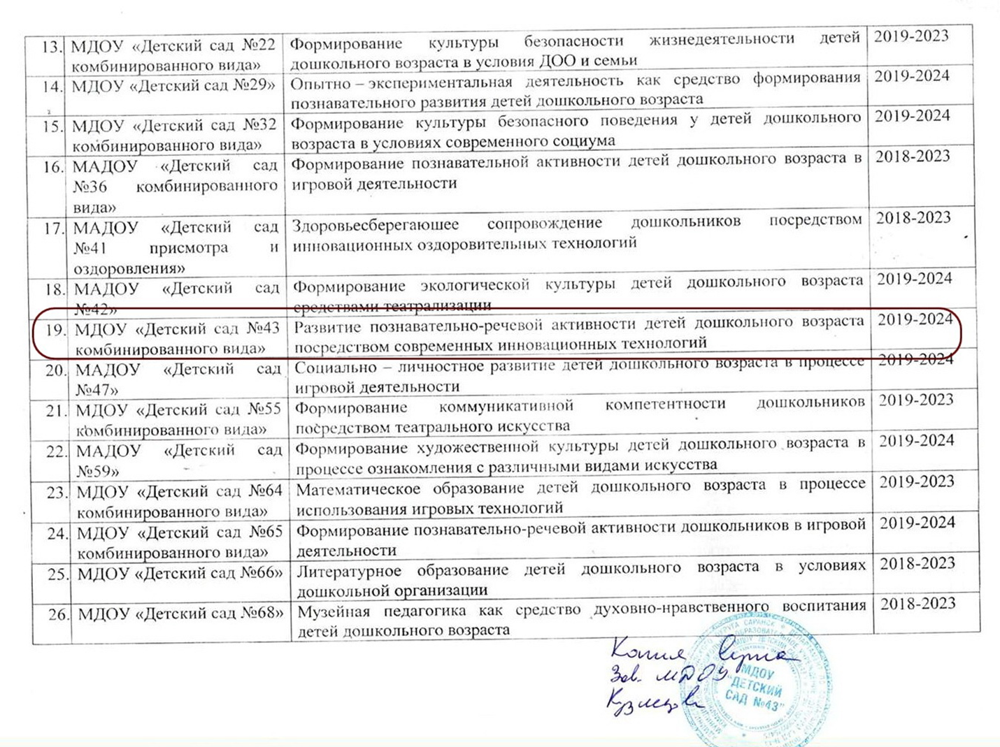 13. МДОУ «Детский сад №22 комбинированного вида» Формирование культуры безопасности жизнедеятельности детей дошкольного возраста в условия ДОО и семьи 2019-2023
14. МДОУ «Детский сад №29» Опытно – экспериментальная деятельность как средство формирования познавательного развития детей дошкольного возраста 2019-2024
15. МДОУ «Детский сад №32 комбинированного вида» Формирование культуры безопасного поведения у детей дошкольного возраста в условиях современного социума 2019-2024
16. МАДОУ «Детский сад №36 комбинированного вида» Формирование познавательной активности детей дошкольного возраста в игровой деятельности 2018-2023
17. МАДОУ «Детский сад №41 присмотра и оздоровления» Здоровьесберегающее сопровождение дошкольников посредством инновационных оздоровительных технологий 2018-2023
18. МАДОУ «Детский сад №42» Формирование экологической культуры детей дошкольного возраста средствами театрализации 2019-2024
19. МДОУ «Детский сад №43 комбинированного вида» Развитие познавательно-речевой активности детей дошкольного возраста посредством современных инновационных технологий 2019-2024
20. МАДОУ «Детский сад №47» Социально – личностное развитие детей дошкольного возраста в процессе игровой деятельности 2019-2024
21. МДОУ «Детский сад №55 комбинированного вида» Формирование коммуникативной компетентности дошкольников посредством театрального искусства 2019-2023
22. МАДОУ «Детский сад №59» Формирование художественной культуры детей дошкольного возраста в процессе ознакомления с различными видами искусства 2019-2024
23. МДОУ «Детский сад №64 комбинированного вида» Математическое образование детей дошкольного возраста в процессе использования игровых технологий 2019-2023
24. МДОУ «Детский сад №65 комбинированного вида» Формирование познавательно-речевой активности дошкольников в игровой деятельности 2019-2024
25. МДОУ «Детский сад №66» Литературное образование детей дошкольного возраста в условиях дошкольной организации 2018-2023
26. МДОУ «Детский сад №68» Музейная педагогика как средство духовно-нравственного воспитания детей дошкольного возраста 2018-2023
Копия верна
Зав. МДОУ
Кузнецова
МДОУ
"ДЕТСКИЙ
САД №43"